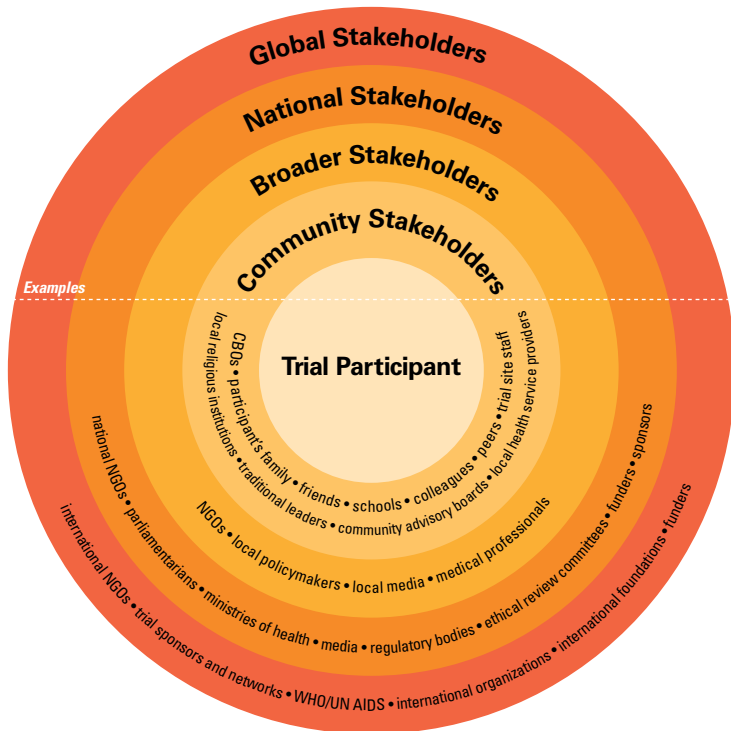 Global Stakeholders
National Stakeholders
Broader Stakeholders
Community Stakeholders
Examples
Trial Participant
CBOs • participant's family • friends • schools • colleagues • peers • trial site staff
local religious institutions • traditional leaders • community advisory boards • local health service providers
NGOs • local policymakers • local media • medical professionals
national NGOs • parliamentarians • ministries of health • media • regulatory bodies • ethical review committees • funders • sponsors
international NGOs • trial sponsors and networks • WHO/UN AIDS • international organizations • international foundations • funders